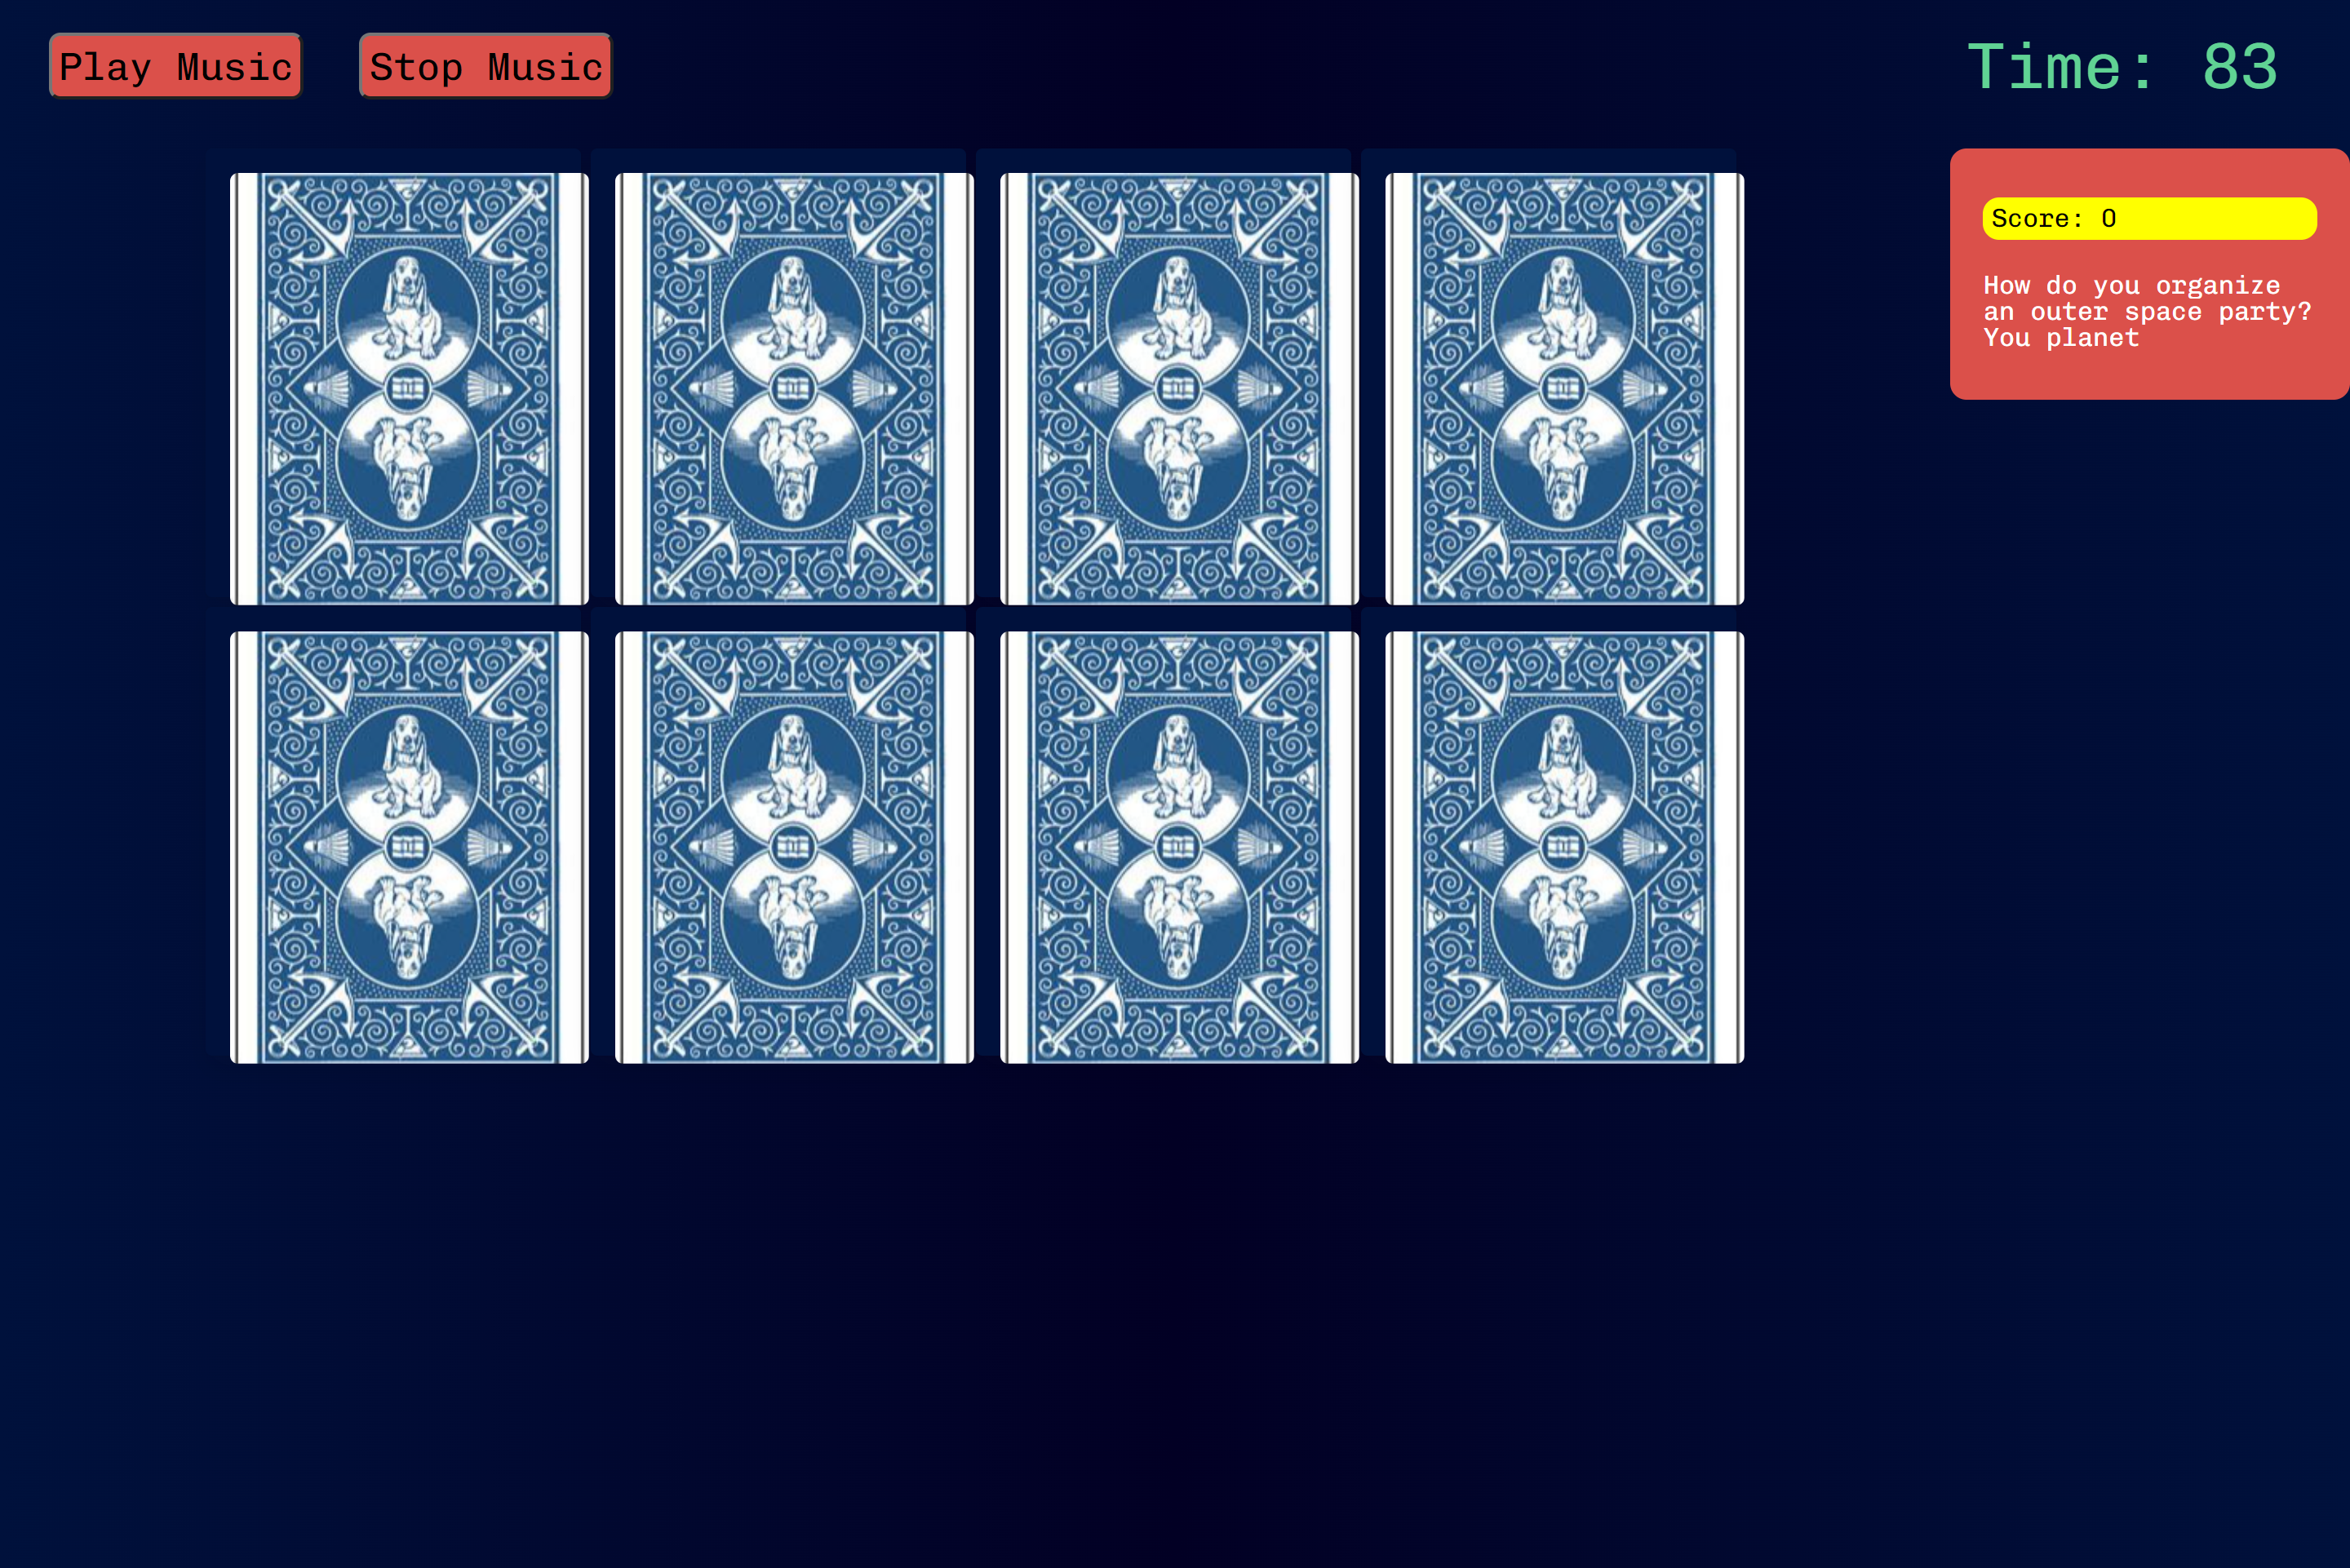 Play Music
Stop Music
Time: 83
Score: 0
How do you organize
an outer space party?
You planet